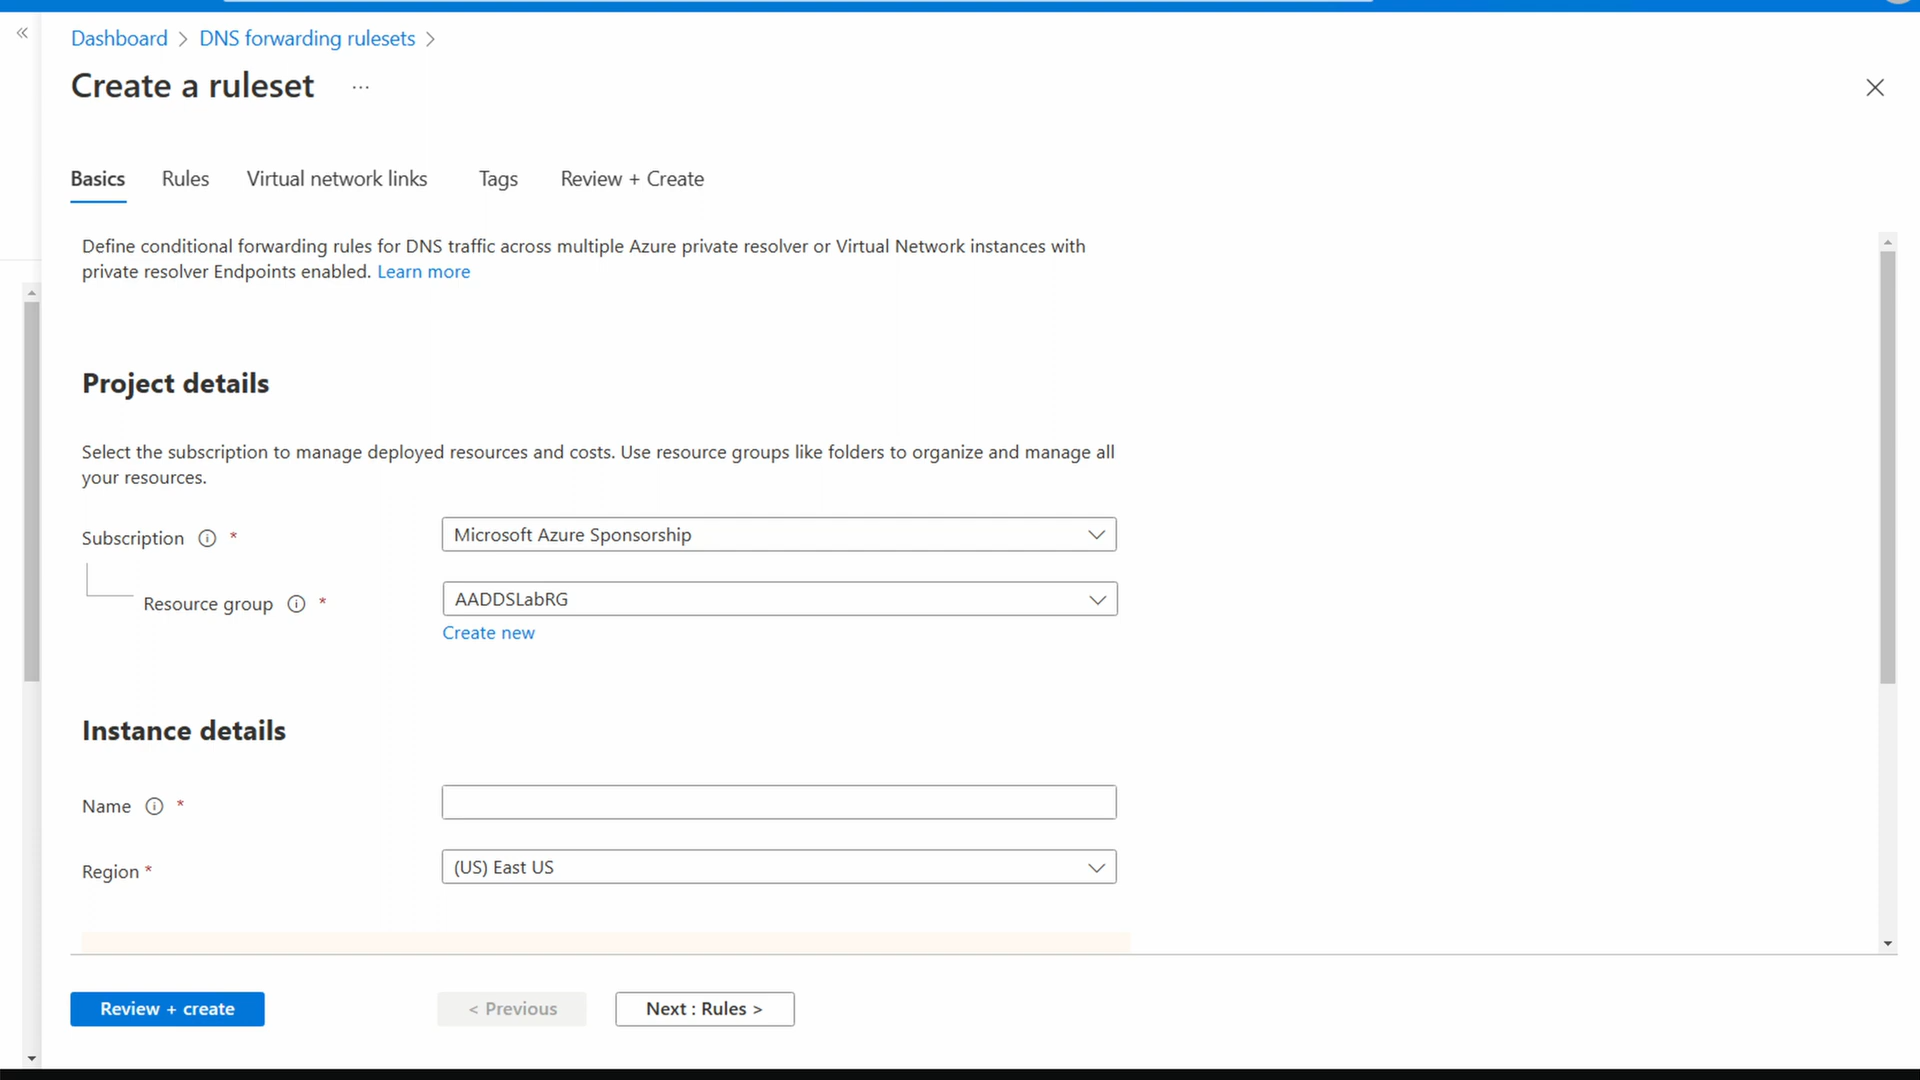 Dashboard > DNS forwarding rulesets >
Create a ruleset ...
Basics Rules Virtual network links Tags Review + Create
Define conditional forwarding rules for DNS traffic across multiple Azure private resolver or Virtual Network instances with
private resolver Endpoints enabled. Learn more
Project details
Select the subscription to manage deployed resources and costs. Use resource groups like folders to organize and manage all
your resources.
Subscription * Microsoft Azure Sponsorship
Resource group * AADDSLabRG
Create new
Instance details
Name *
Region * (US) East US
Review + create < Previous Next : Rules >